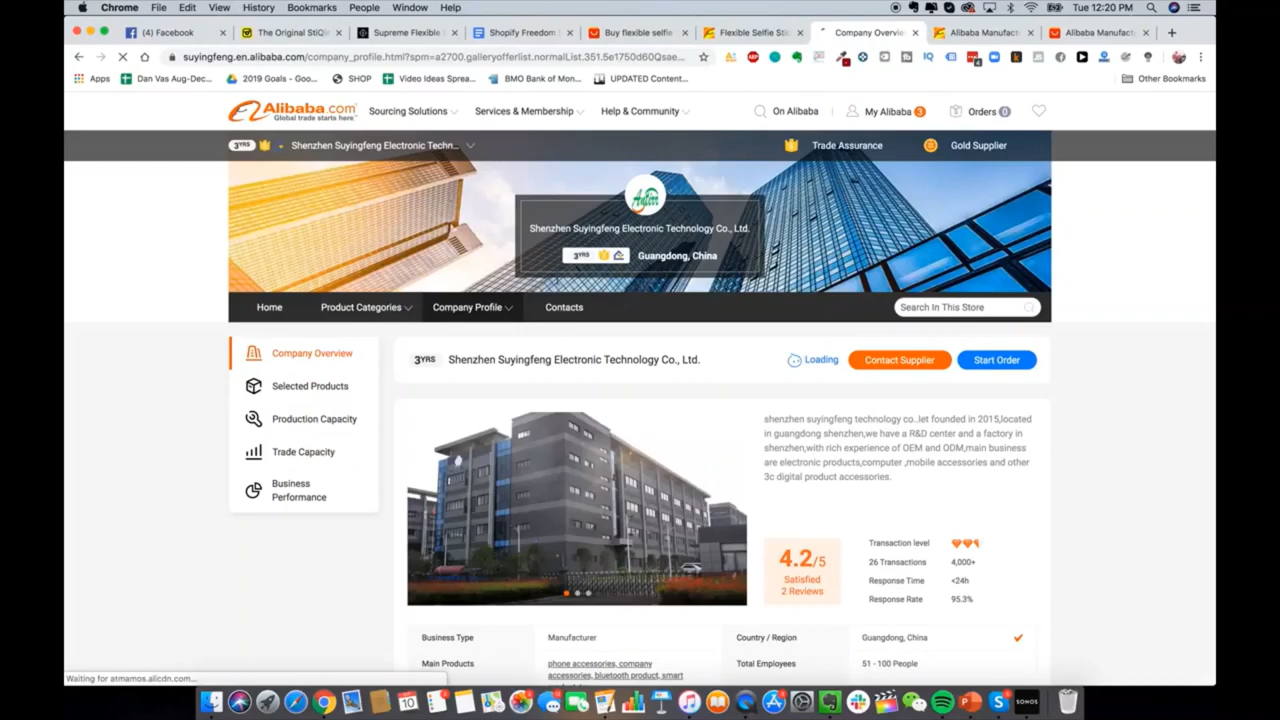 Chrome File Edit View History Bookmarks People Window Help Tue 12:20 PM
(4) Facebook The Original StiQ Supreme Flexible Shopify Freedom Buy flexible selfie Flexible Selfie Sti Company Overvi Alibaba Manufact Alibaba Manufact
suyingfeng.en.alibaba.com/company_profile.html?spm=a2700.galleryofferlist.normalList.351.5e1750d60Qsae...
Apps Dan Vas Aug-Dec... 2019 Goals - Goo... SHOP Video Ideas Sprea... BMO Bank of Mon... UPDATED Content... Other Bookmarks
Alibaba.com Sourcing Solutions Services & Membership Help & Community On Alibaba My Alibaba 3 Orders 0
Global trade starts here.
3YRS Shenzhen Suyingfeng Electronic Techn... Trade Assurance Gold Supplier
Shenzhen Suyingfeng Electronic Technology Co., Ltd.
3YRS Guangdong, China
Home Product Categories Company Profile Contacts Search In This Store
Company Overview
Selected Products
Production Capacity
Trade Capacity
Business
Performance
3YRS Shenzhen Suyingfeng Electronic Technology Co., Ltd. Loading Contact Supplier Start Order
shenzhen suyingfeng technology co..let founded in 2015,located
in guangdong shenzhen,we have a R&D center and a factory in
shenzhen,with rich experience of OEM and ODM,main business
are electronic products,computer ,mobile accessories and other
3c digital product accessories.
4.2/5
Satisfied
2 Reviews
Transaction level
26 Transactions 4,000+
Response Time <24h
Response Rate 95.3%
Business Type Manufacturer Country / Region Guangdong, China
Main Products phone accessories, company Total Employees 51 - 100 People
accessories, bluetooth product, smart
Waiting for atmamos.alicdn.com...
10
SONOS